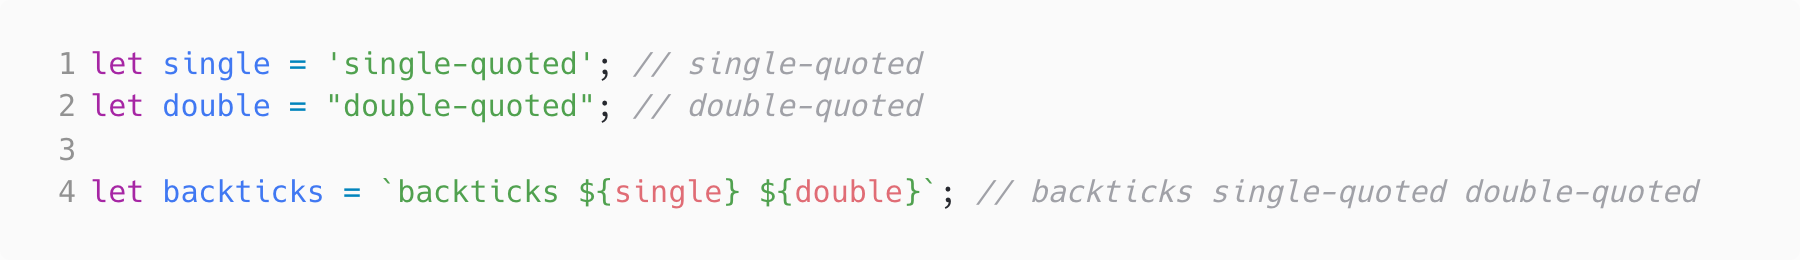 1 let single = 'single-quoted'; // single-quoted
2 let double = "double-quoted"; // double-quoted
3
4 let backticks = `backticks ${single} ${double}`; // backticks single-quoted double-quoted